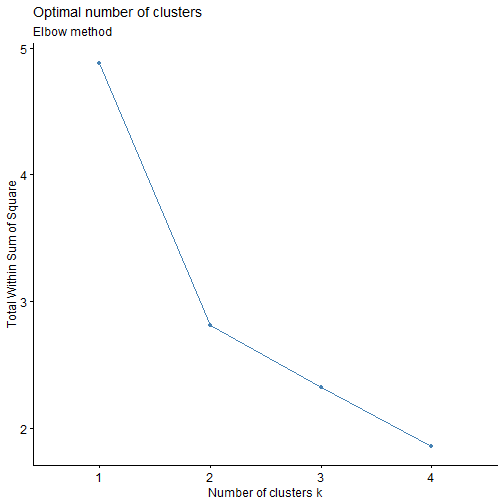 Optimal number of clusters
Elbow method
Total Within Sum of Square
5
4
3
2
1 2 3 4
Number of clusters k